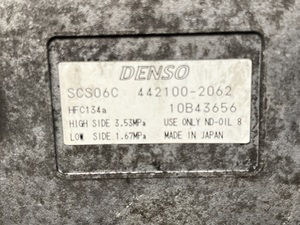 DENSO
SCS06C 442100-2062
HFC134a 10B43656
HIGH SIDE 3.53MPa USE ONLY ND-OIL 8
LOW SIDE 1.67MPa MADE IN JAPAN